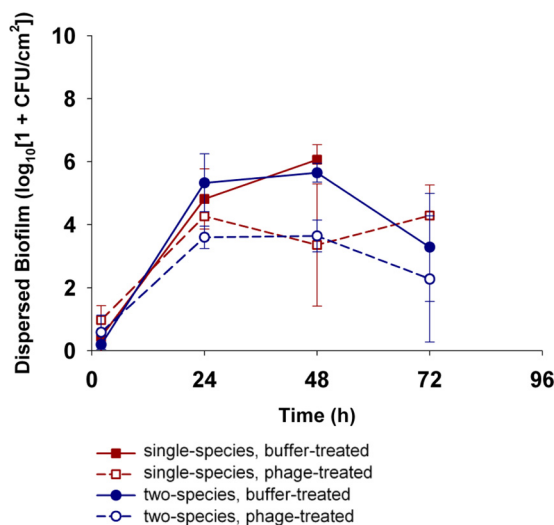 10
8
6
4
2
0
Dispersed Biofilm (log₁₀[1 + CFU/cm²])
0 24 48 72 96
Time (h)
single-species, buffer-treated
single-species, phage-treated
two-species, buffer-treated
two-species, phage-treated